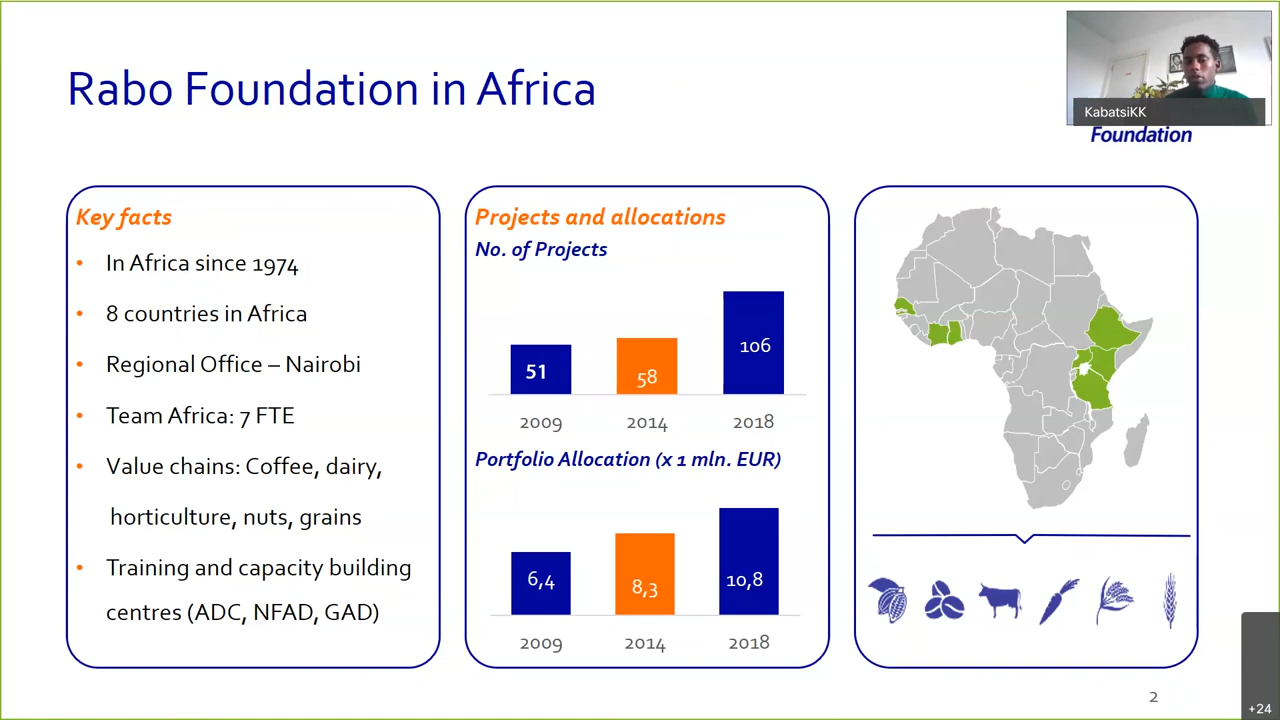 Rabo Foundation in Africa
KabatsiKK
Foundation
Key facts
• In Africa since 1974
• 8 countries in Africa
• Regional Office – Nairobi
• Team Africa: 7 FTE
• Value chains: Coffee, dairy,
horticulture, nuts, grains
• Training and capacity building
centres (ADC, NFAD, GAD)
Projects and allocations
No. of Projects
51
58
106
2009
2014
2018
Portfolio Allocation (x 1 mln. EUR)
6,4
8,3
10,8
2009
2014
2018
2
+24